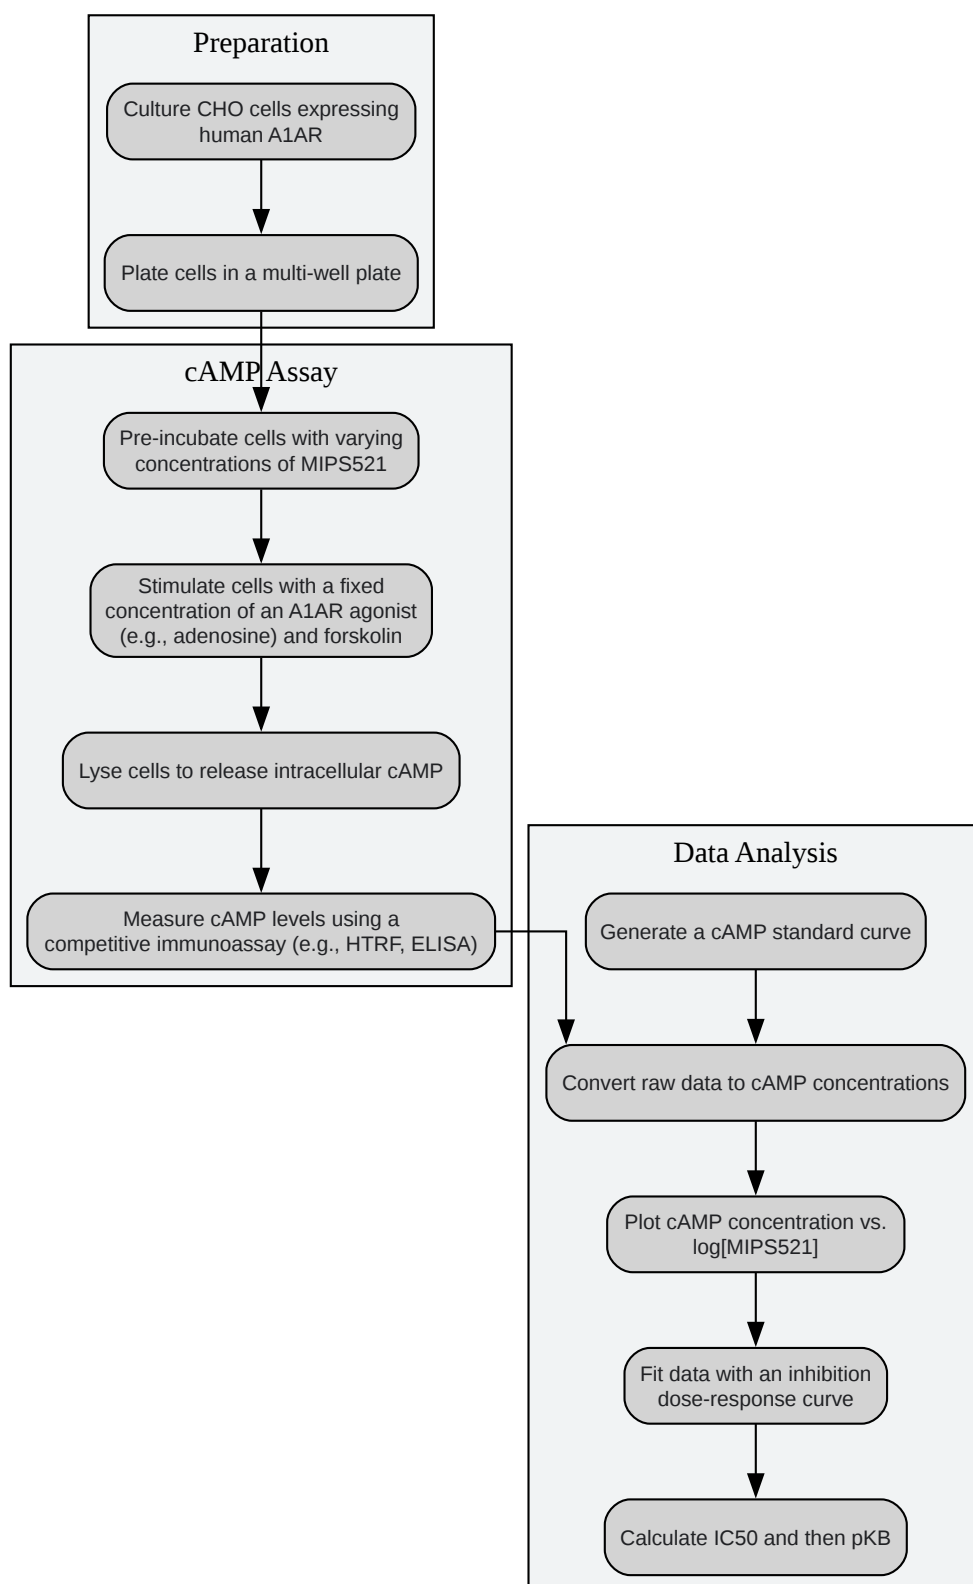 Preparation
Culture CHO cells expressing
human A1AR
Plate cells in a multi-well plate
cAMP Assay
Pre-incubate cells with varying
concentrations of MIPS521
Stimulate cells with a fixed
concentration of an A1AR agonist
(e.g., adenosine) and forskolin
Lyse cells to release intracellular cAMP
Measure cAMP levels using a
competitive immunoassay (e.g., HTRF, ELISA)
Data Analysis
Generate a cAMP standard curve
Convert raw data to cAMP concentrations
Plot cAMP concentration vs.
log[MIPS521]
Fit data with an inhibition
dose-response curve
Calculate IC50 and then pKB